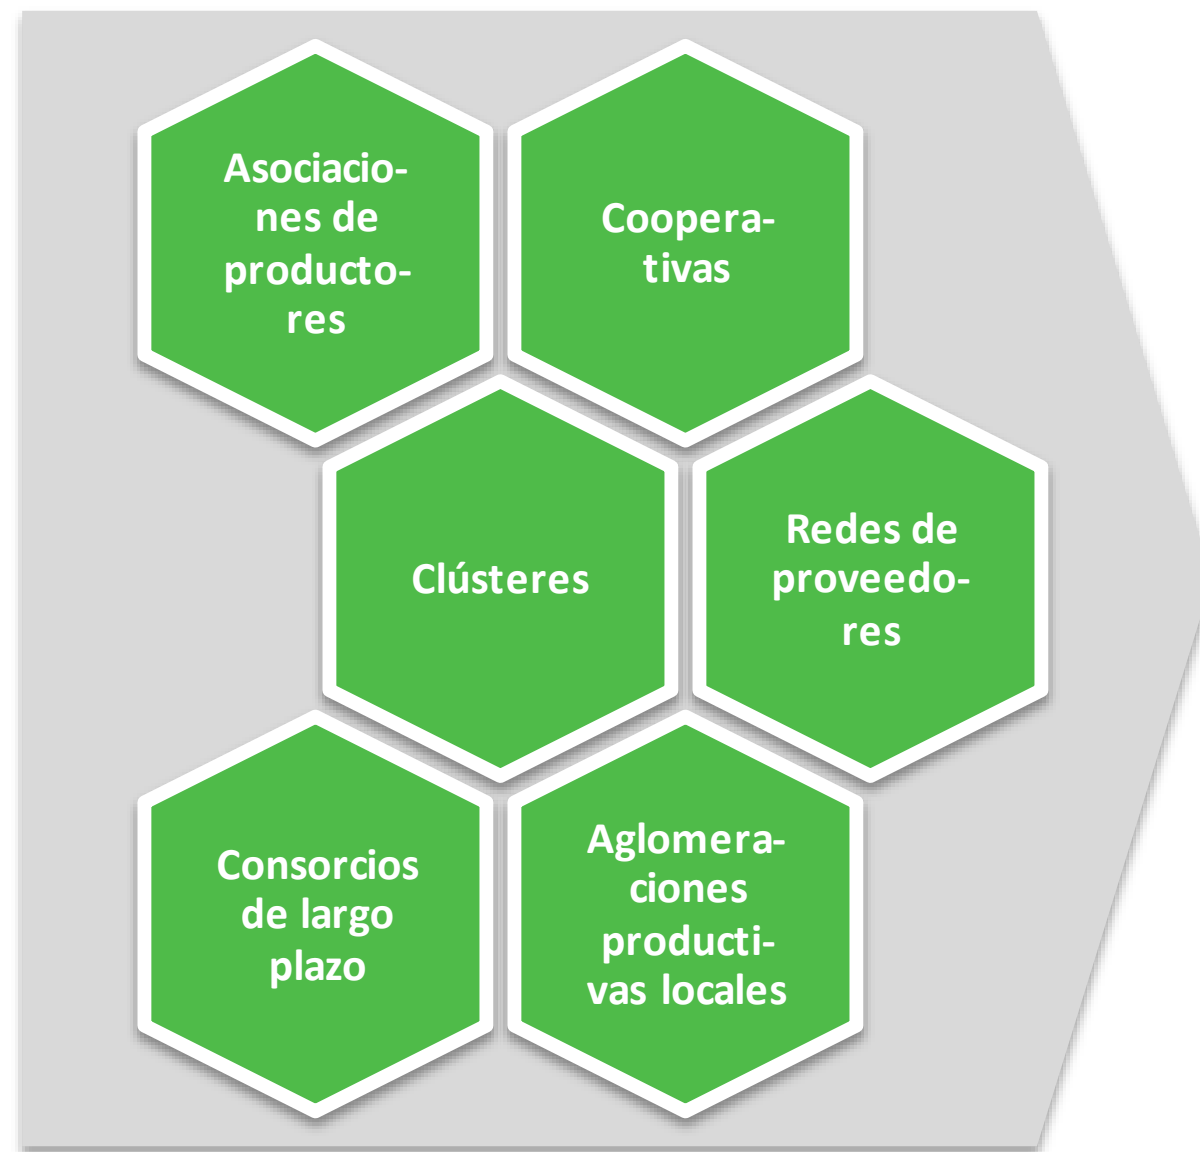 Asociacio-
nes de
producto-
res
Coopera-
tivas
Clústeres
Redes de
proveedo-
res
Consorcios
de largo
plazo
Aglomera-
ciones
producti-
vas locales